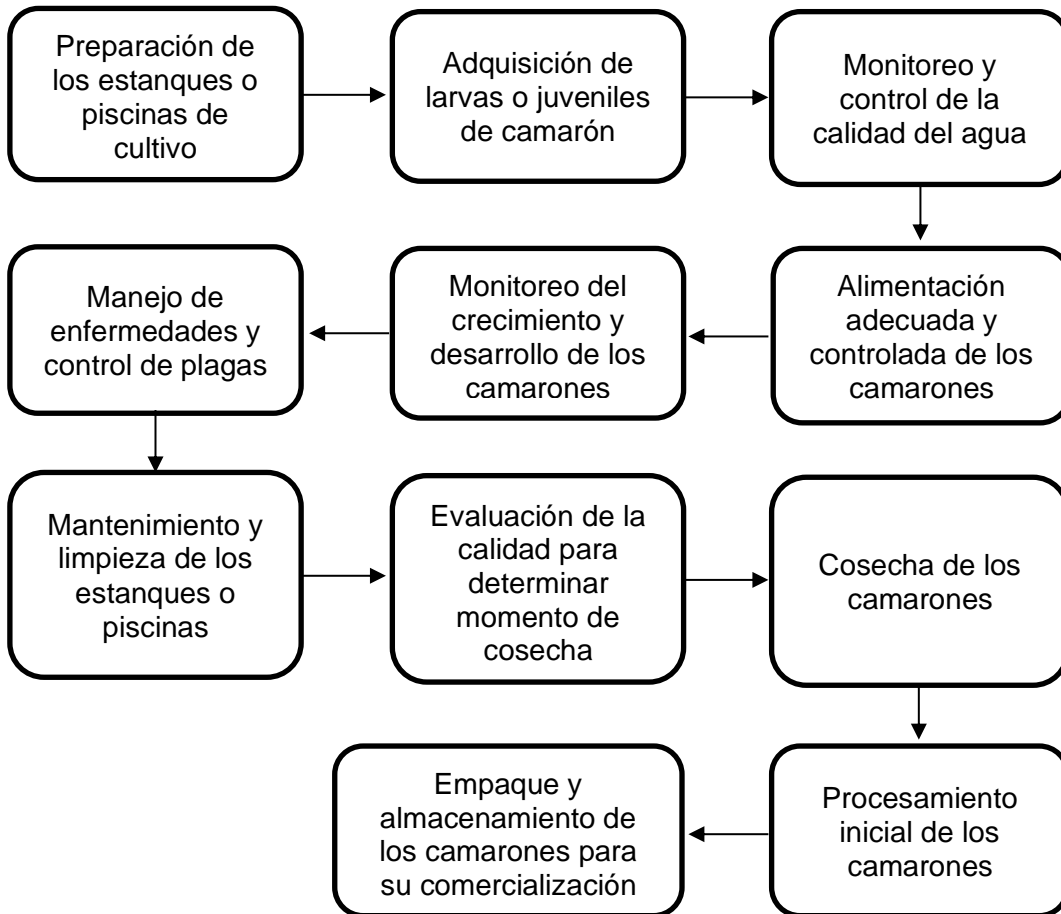 Preparación de
los estanques o
piscinas de
cultivo
Adquisición de
larvas o juveniles
de camarón
Monitoreo y
control de la
calidad del agua
Alimentación
adecuada y
controlada de los
camarones
Monitoreo del
crecimiento y
desarrollo de los
camarones
Manejo de
enfermedades y
control de plagas
Mantenimiento y
limpieza de los
estanques o
piscinas
Evaluación de la
calidad para
determinar
momento de
cosecha
Cosecha de los
camarones
Procesamiento
inicial de los
camarones
Empaque y
almacenamiento de
los camarones para
su comercialización